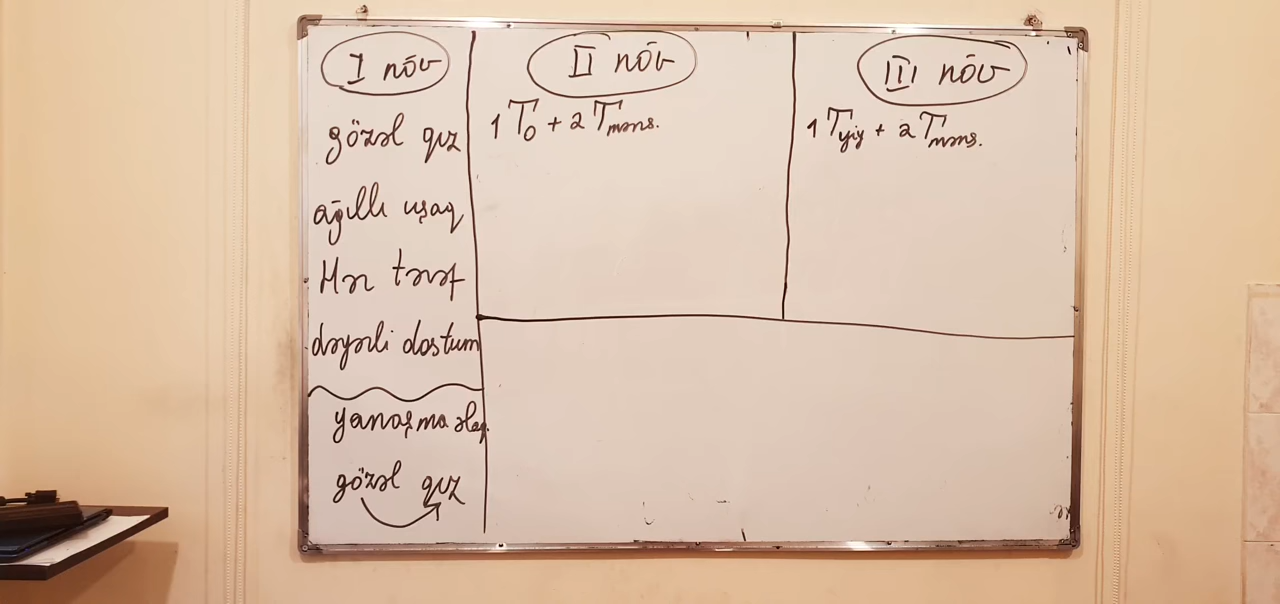 I növ
gözəl qız
ağıllı uşaq
Hər tərəf
dəyərli dostum
yanaşma əlaq.
gözəl qız
II növ
1 T0 + 2 Tməns.
III növ
1 Tyiy + 2 Tməns.